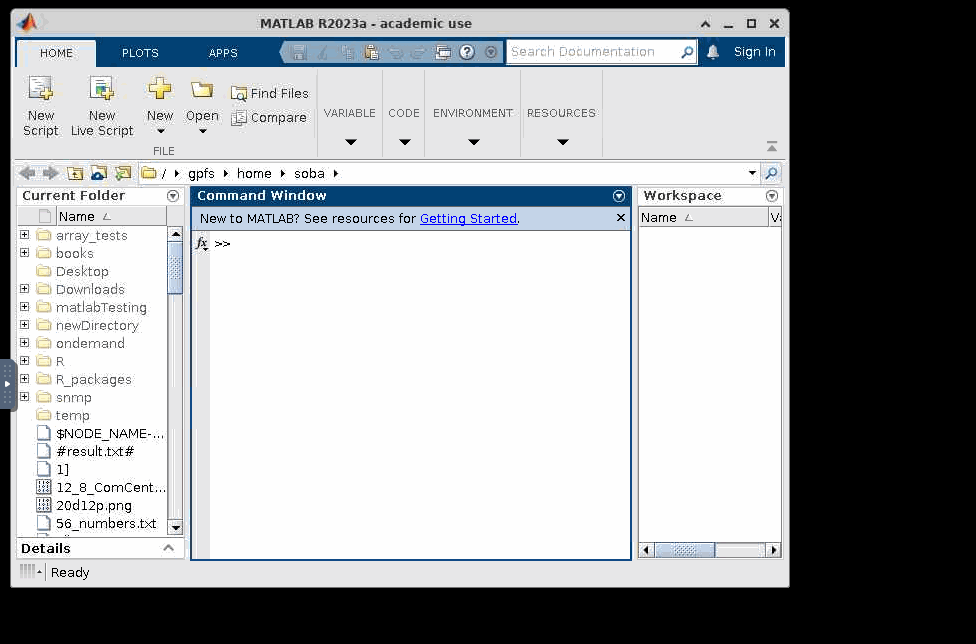 MATLAB R2023a - academic use
HOME PLOTS APPS Search Documentation Sign In
New Script
New Live Script
New
Open
Find Files
Compare
FILE
VARIABLE
CODE
ENVIRONMENT
RESOURCES
/ gpfs home soba
Current Folder
Name
array_tests
books
Desktop
Downloads
matlabTesting
newDirectory
ondemand
R
R_packages
snmp
temp
$NODE_NAME-...
#result.txt#
1]
12_8_ComCent...
20d12p.png
56_numbers.txt
Details
Ready
Command Window
New to MATLAB? See resources for Getting Started.
fx >>
Workspace
Name